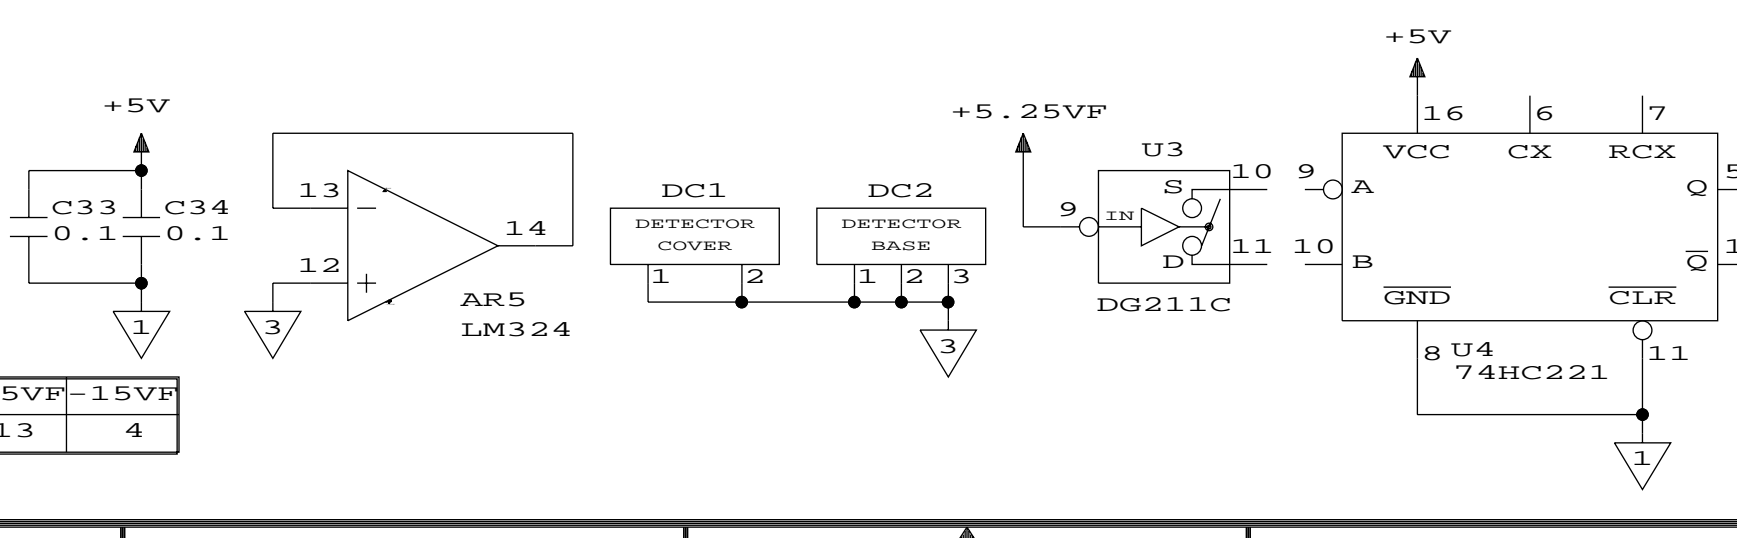 +5V
C33
0.1
C34
0.1
1
5VF -15VF
13 4
13
12
14
3
AR5
LM324
DC1
DETECTOR
COVER
1 2
DC2
DETECTOR
BASE
1 2 3
3
+5.25VF
U3
9
IN
S
D
10
11
DG211C
+5V
16 6 7
VCC CX RCX
9 A Q 5
10 B Q 1
GND CLR
8 U4 11
74HC221
1